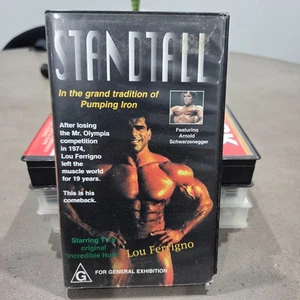 STANDTALL
In the grand tradition of
Pumping Iron
After losing
the Mr. Olympia
competition
in 1974,
Lou Ferrigno
left the
muscle world
for 19 years.
This is his
comeback.
Featuring
Arnold
Schwarzenegger
Starring TV's
original
"Incredible Hulk"
Lou Ferrigno
G
FOR GENERAL EXHIBITION